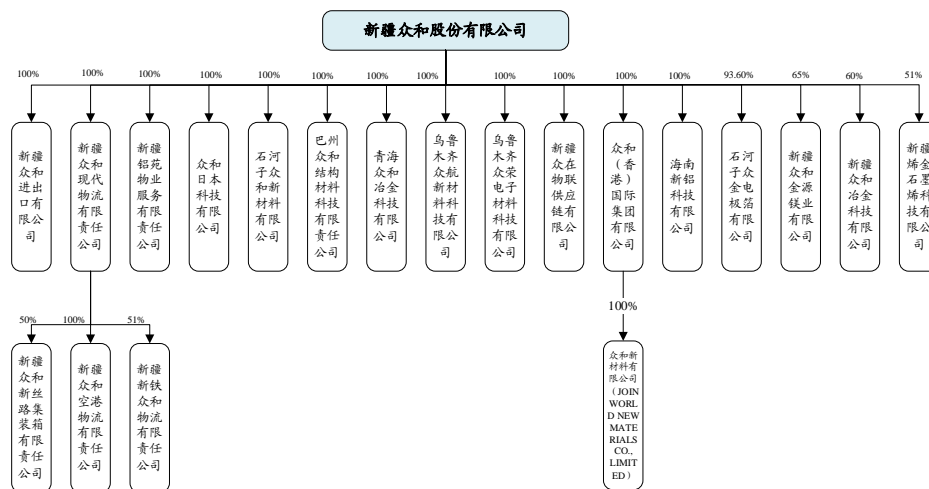 新疆众和股份有限公司
100%
100%
100%
100%
100%
100%
100%
100%
100%
100%
100%
100%
93.60%
65%
60%
51%
新疆
众和
进出
口有
限公
司
新疆
众和
现代
物流
有限
责任
公司
新疆
铝苑
物业
服务
有限
责任
公司
众和
日本
科技
有限
公司
石河
子众
和新
材料
有限
公司
巴州
众和
结构
材料
科技
有限
责任
公司
青海
众和
冶金
科技
有限
公司
乌鲁
木齐
众航
新材
料科
技有
限公
司
乌鲁
木齐
众荣
电子
材料
科技
有限
公司
新疆
众在
物联
供应
链有
限公
司
众和
（香
港）
国际
集团
有限
公司
海南
新铝
科技
有限
公司
石河
子众
金电
极箔
有限
公司
新疆
众和
金源
镁业
有限
公司
新疆
众和
冶金
科技
有限
公司
新疆
烯金
石墨
烯科
技有
限公
司
50%
100%
51%
100%
新疆
众和
新丝
路集
装箱
有限
责任
公司
新疆
众和
空港
物流
有限
责任
公司
新疆
新铁
众和
物流
有限
责任
公司
众和新
材料有
限公司
（JOIN
WORL
D NEW
MATE
RIALS
CO.,
LIMIT
ED）